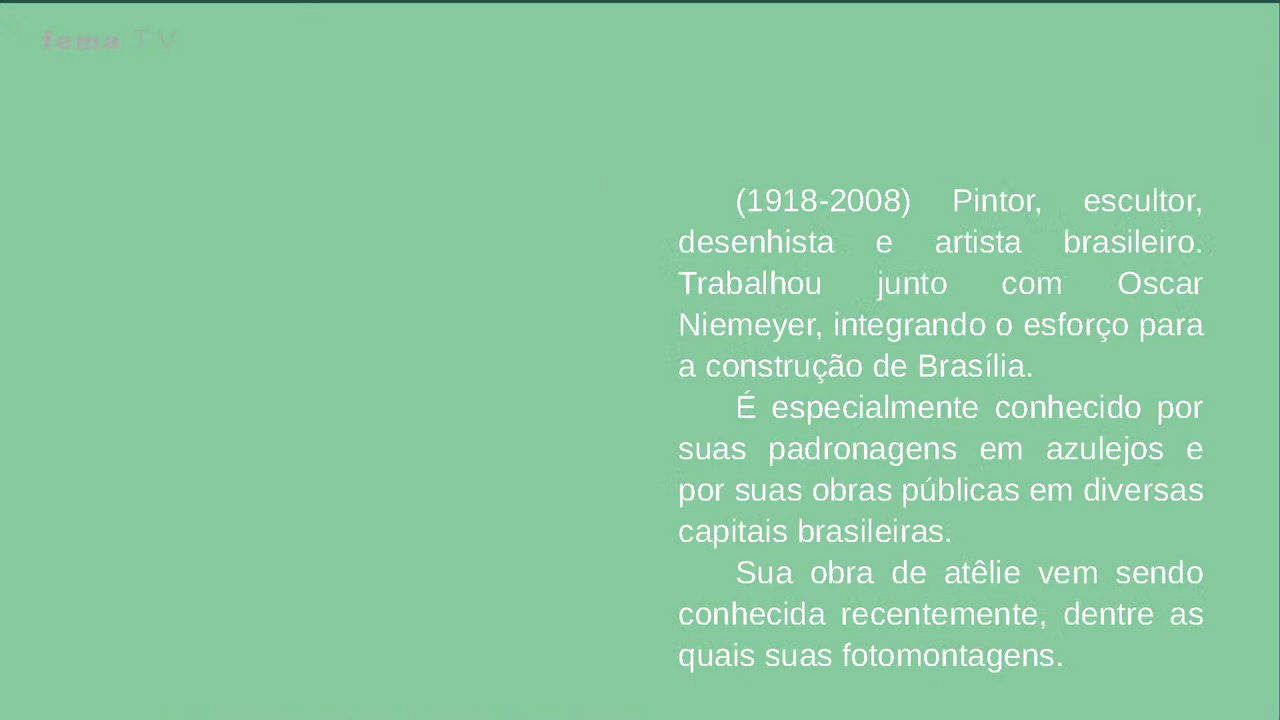 fema TV
(1918-2008) Pintor, escultor,
desenhista e artista brasileiro.
Trabalhou junto com Oscar
Niemeyer, integrando o esforço para
a construção de Brasília.
É especialmente conhecido por
suas padronagens em azulejos e
por suas obras públicas em diversas
capitais brasileiras.
Sua obra de atêlie vem sendo
conhecida recentemente, dentre as
quais suas fotomontagens.